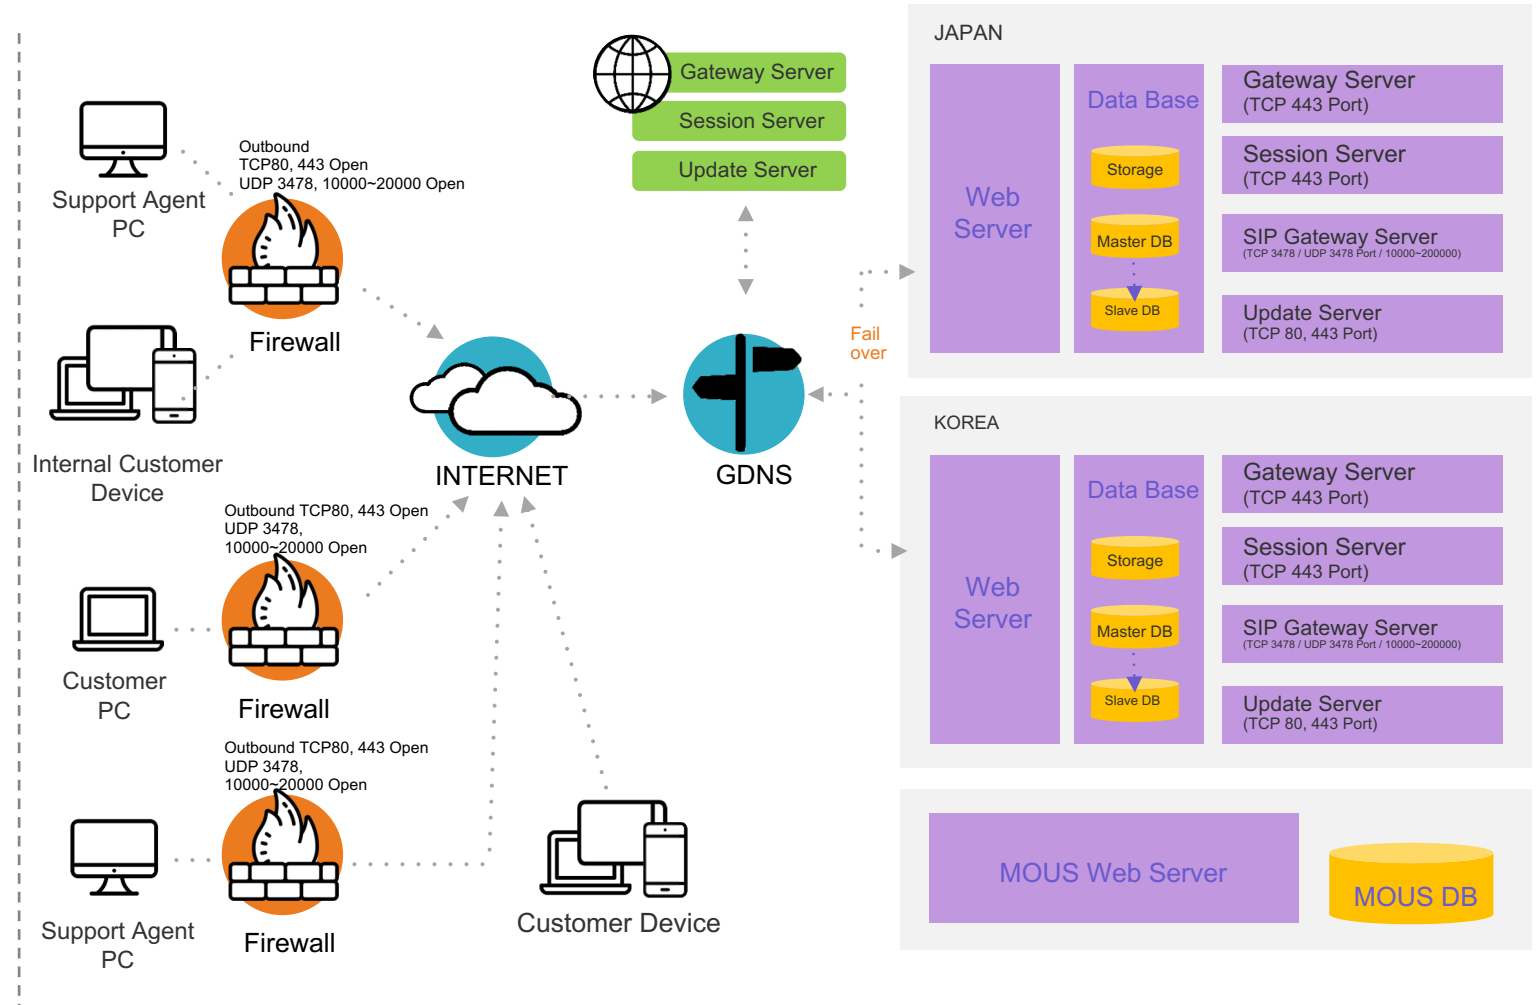 Support Agent
PC
Outbound
TCP80, 443 Open
UDP 3478, 10000~20000 Open
Firewall
Internal Customer
Device
Outbound TCP80, 443 Open
UDP 3478,
10000~20000 Open
Customer
PC
Firewall
Outbound TCP80, 443 Open
UDP 3478,
10000~20000 Open
Support Agent
PC
Firewall
INTERNET
Customer Device
Gateway Server
Session Server
Update Server
GDNS
Fail
over
JAPAN
Web
Server
Data Base
Storage
Master DB
Slave DB
Gateway Server
(TCP 443 Port)
Session Server
(TCP 443 Port)
SIP Gateway Server
(TCP 3478 / UDP 3478 Port / 10000~200000)
Update Server
(TCP 80, 443 Port)
KOREA
Web
Server
Data Base
Storage
Master DB
Slave DB
Gateway Server
(TCP 443 Port)
Session Server
(TCP 443 Port)
SIP Gateway Server
(TCP 3478 / UDP 3478 Port / 10000~200000)
Update Server
(TCP 80, 443 Port)
MOUS Web Server
MOUS DB